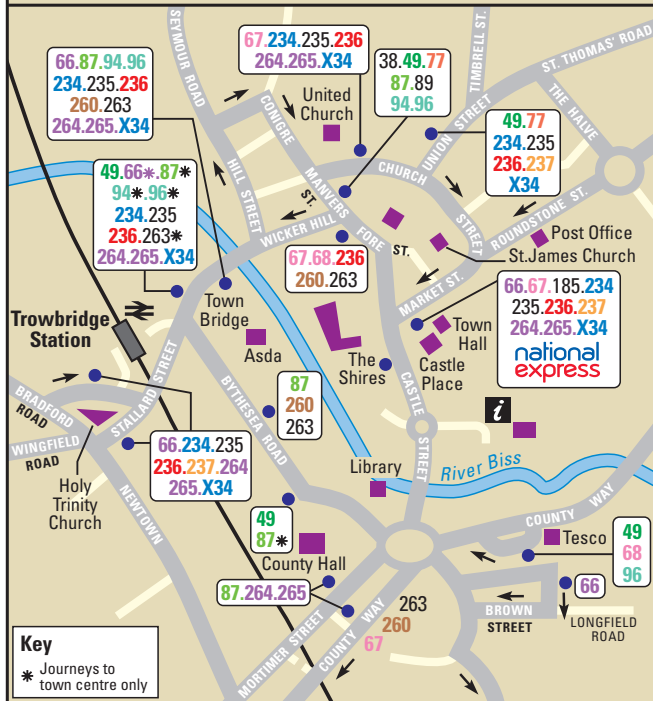 SEYMOUR ROAD
TIMBRELL ST.
ST. THOMAS' ROAD
THE HALVE
66.87.94.96
234.235.236
260.263
264.265.X34
67.234.235.236
264.265.X34
38.49.77
87.89
94.96
49.77
234.235
236.237
X34
United
Church
CONIGRE
UNION STREET
CHURCH
STREET
HILL STREET
MANVERS
ST.
WICKER HILL
FORE
ST.
ROUNDSTONE ST.
MARKET ST.
49.66*.87*
94*.96*
234.235
236.263*
264.265.X34
67.68.236
260.263
Post Office
St.James Church
66.67.185.234
235.236.237
264.265.X34
national
express
Trowbridge
Station
Town
Bridge
Asda
The
Shires
Town
Hall
Castle
Place
CASTLE
STREET
i
STALLARD STREET
BRADFORD
ROAD
WINGFIELD
ROAD
BYTHESEA ROAD
87
260
263
66.234.235
236.237.264
265.X34
Holy
Trinity
Church
NEWTOWN
Library
River Biss
COUNTY WAY
49
87*
County Hall
Tesco
49
68
96
66
87.264.265
MORTIMER STREET
COUNTY WAY
263
260
67
BROWN
STREET
LONGFIELD
ROAD
Key
* Journeys to
town centre only